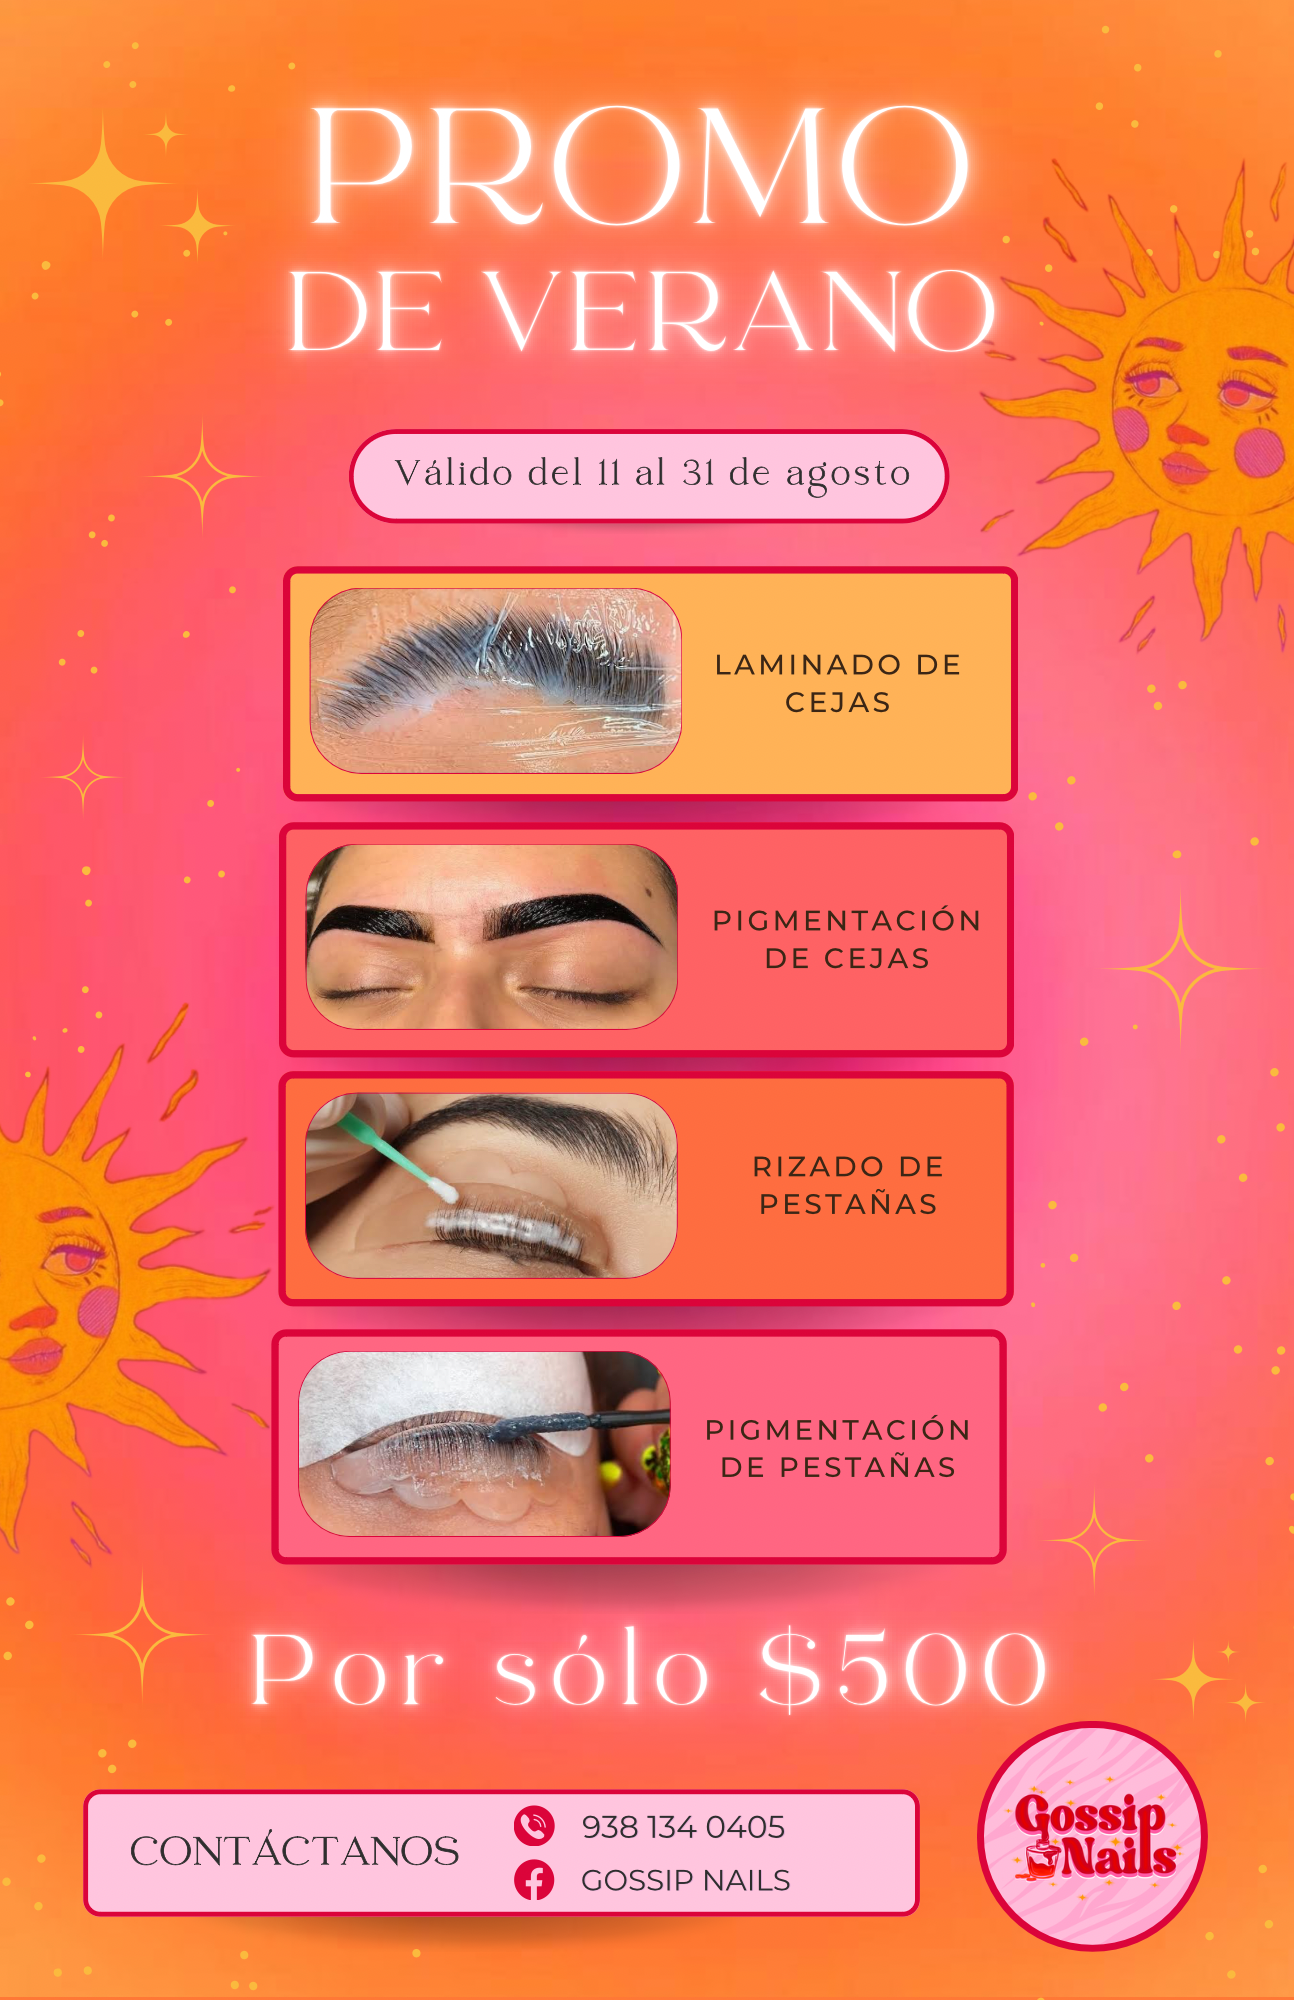 PROMO
DE VERANO
Válido del 11 al 31 de agosto
LAMINADO DE
CEJAS
PIGMENTACIÓN
DE CEJAS
RIZADO DE
PESTAÑAS
PIGMENTACIÓN
DE PESTAÑAS
Por sólo $500
CONTÁCTANOS
938 134 0405
GOSSIP NAILS
Gossip
Nails